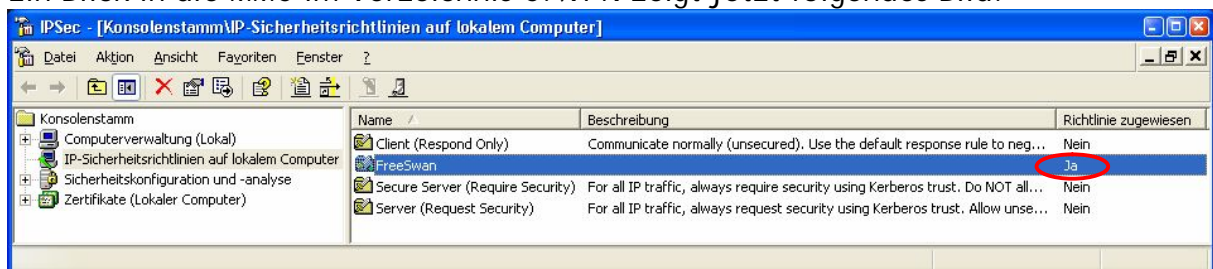 IPSec - [Konsolenstamm\IP-Sicherheitsrichtlinien auf lokalem Computer]
Datei Aktion Ansicht Favoriten Fenster ?
Konsolenstamm
Computerverwaltung (Lokal)
IP-Sicherheitsrichtlinien auf lokalem Computer
Sicherheitskonfiguration und -analyse
Zertifikate (Lokaler Computer)
Name Beschreibung Richtlinie zugewiesen
Client (Respond Only) Communicate normally (unsecured). Use the default response rule to neg... Nein
FreeSwan Ja
Secure Server (Require Security) For all IP traffic, always require security using Kerberos trust. Do NOT all... Nein
Server (Request Security) For all IP traffic, always request security using Kerberos trust. Allow unse... Nein